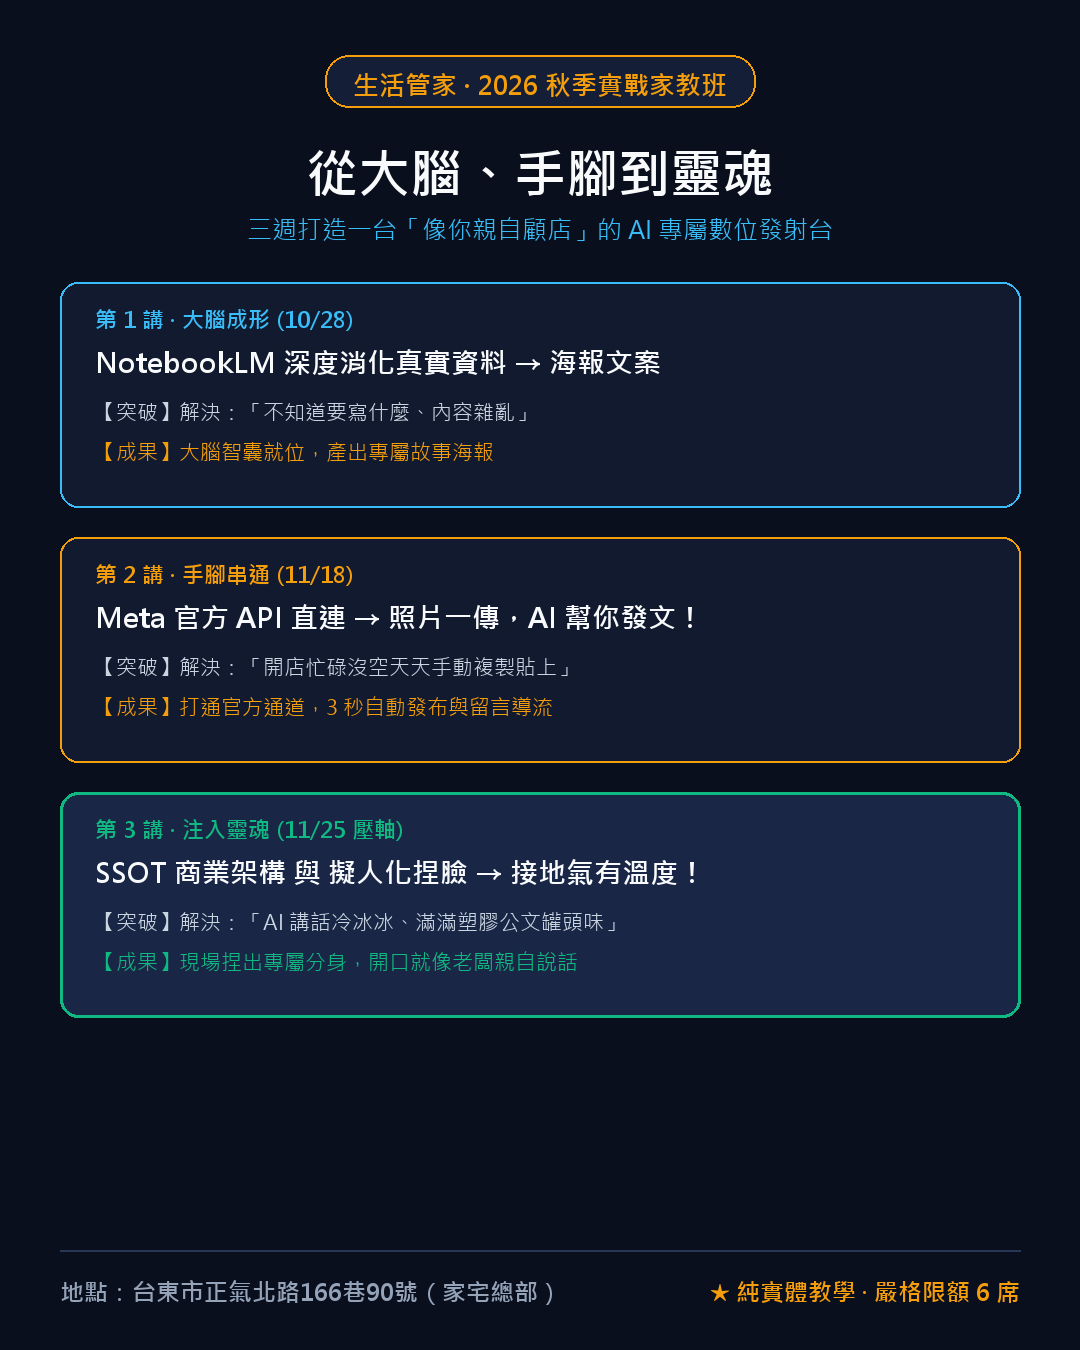 生活管家 · 2026 秋季實戰家教班
從大腦、手腳到靈魂
三週打造一台「像你親自顧店」的 AI 專屬數位發射台
第 1 講 · 大腦成形 (10/28)
NotebookLM 深度消化真實資料 → 海報文案
【突破】解決：「不知道要寫什麼、內容雜亂」
【成果】大腦智囊就位，產出專屬故事海報
第 2 講 · 手腳串通 (11/18)
Meta 官方 API 直連 → 照片一傳，AI 幫你發文！
【突破】解決：「開店忙碌沒空天天手動複製貼上」
【成果】打通官方通道，3 秒自動發布與留言導流
第 3 講 · 注入靈魂 (11/25 壓軸)
SSOT 商業架構 與 擬人化捏臉 → 接地氣有溫度！
【突破】解決：「AI 講話冷冰冰、滿滿塑膠公文罐頭味」
【成果】現場捏出專屬分身，開口就像老闆親自說話
地點：台東市正氣北路166巷90號（家宅總部）
★ 純實體教學 · 嚴格限額 6 席